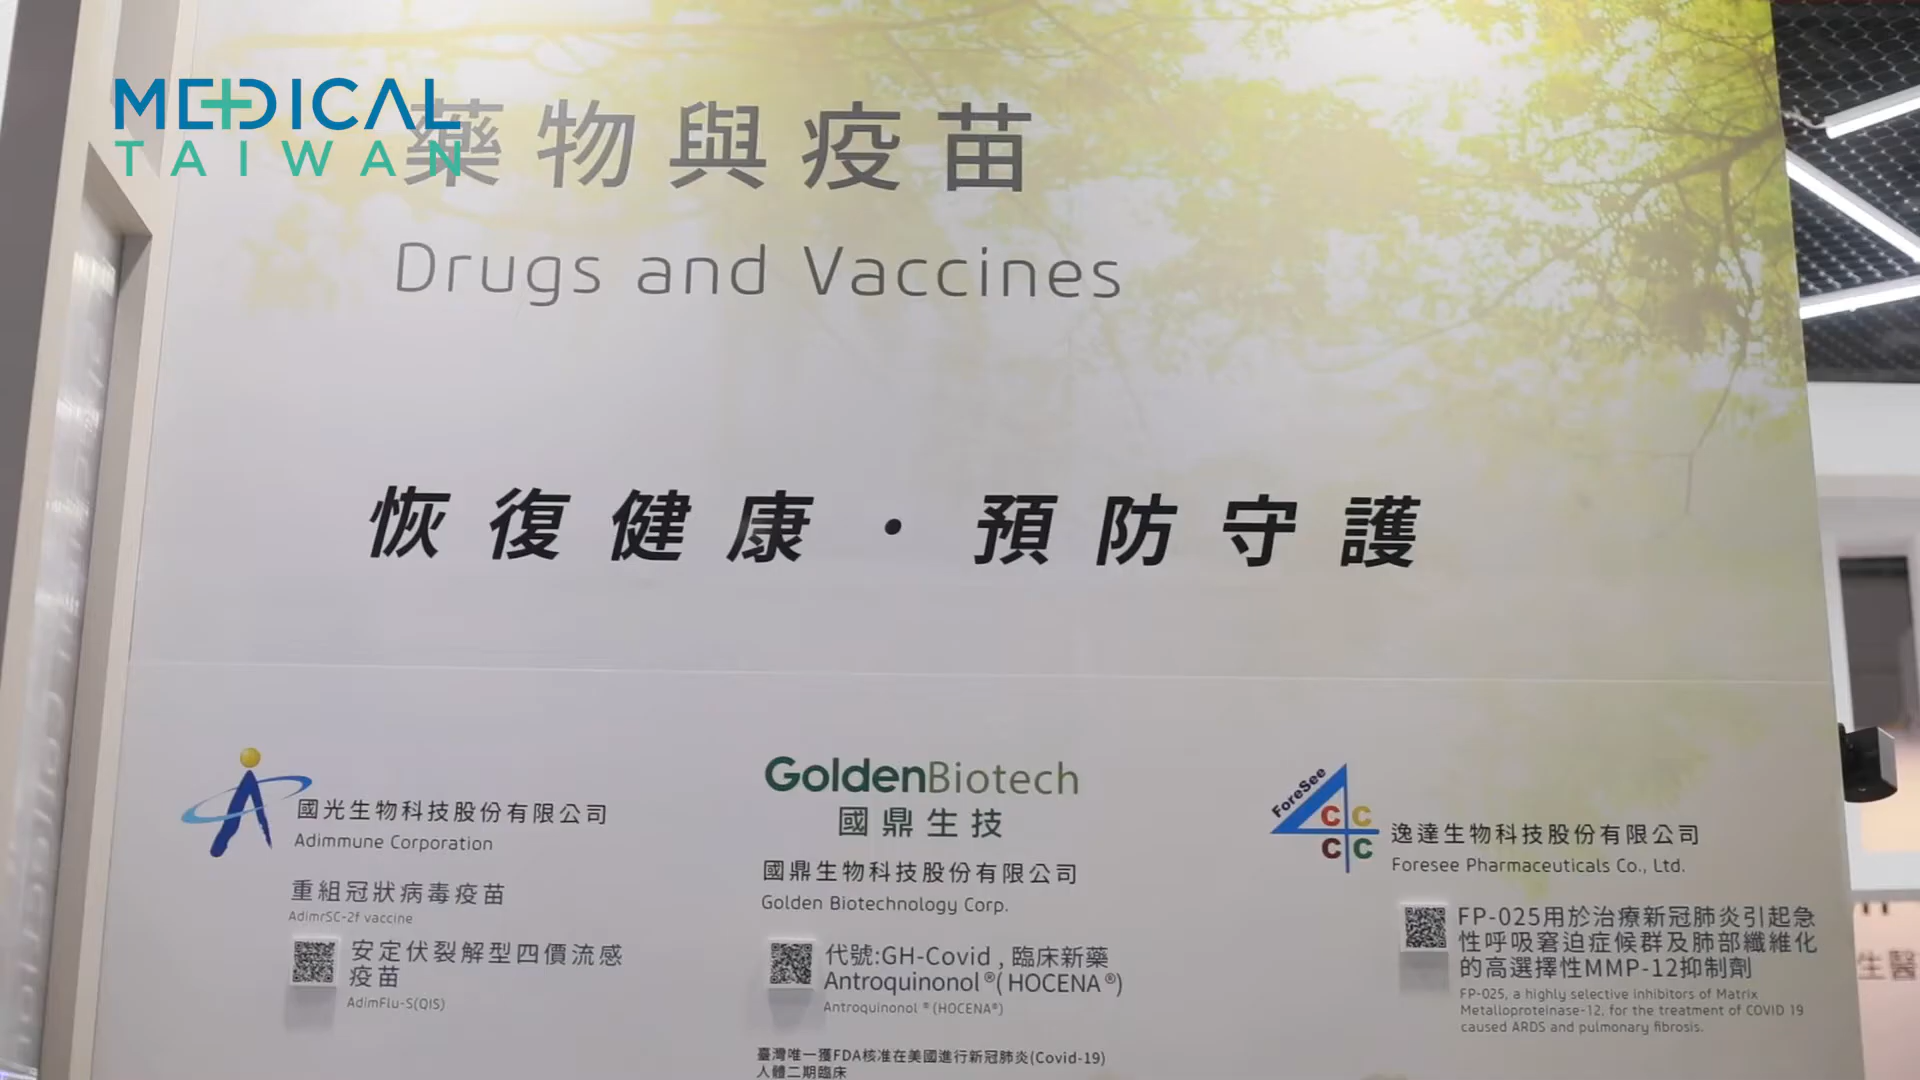 MEDICAL
TAIWAN
藥物與疫苗
Drugs and Vaccines
恢復健康・預防守護
國光生物科技股份有限公司
Adimmune Corporation
重組冠狀病毒疫苗
AdimrSC-2f vaccine
安定伏裂解型四價流感
疫苗
AdimFlu-S(QIS)
GoldenBiotech
國鼎生技
國鼎生物科技股份有限公司
Golden Biotechnology Corp.
代號:GH-Covid , 臨床新藥
Antroquinonol®( HOCENA®)
Antroquinonol ®(HOCENA®)
臺灣唯一獲FDA核准在美國進行新冠肺炎(Covid-19)
人體二期臨床
ForeSee
C C
C C
逸達生物科技股份有限公司
Foresee Pharmaceuticals Co., Ltd.
FP-025用於治療新冠肺炎引起急
性呼吸窘迫症候群及肺部纖維化
的高選擇性MMP-12抑制劑
FP-025, a highly selective inhibitors of Matrix
Metalloproteinase-12, for the treatment of COVID 19
caused ARDS and pulmonary fibrosis.
生醫